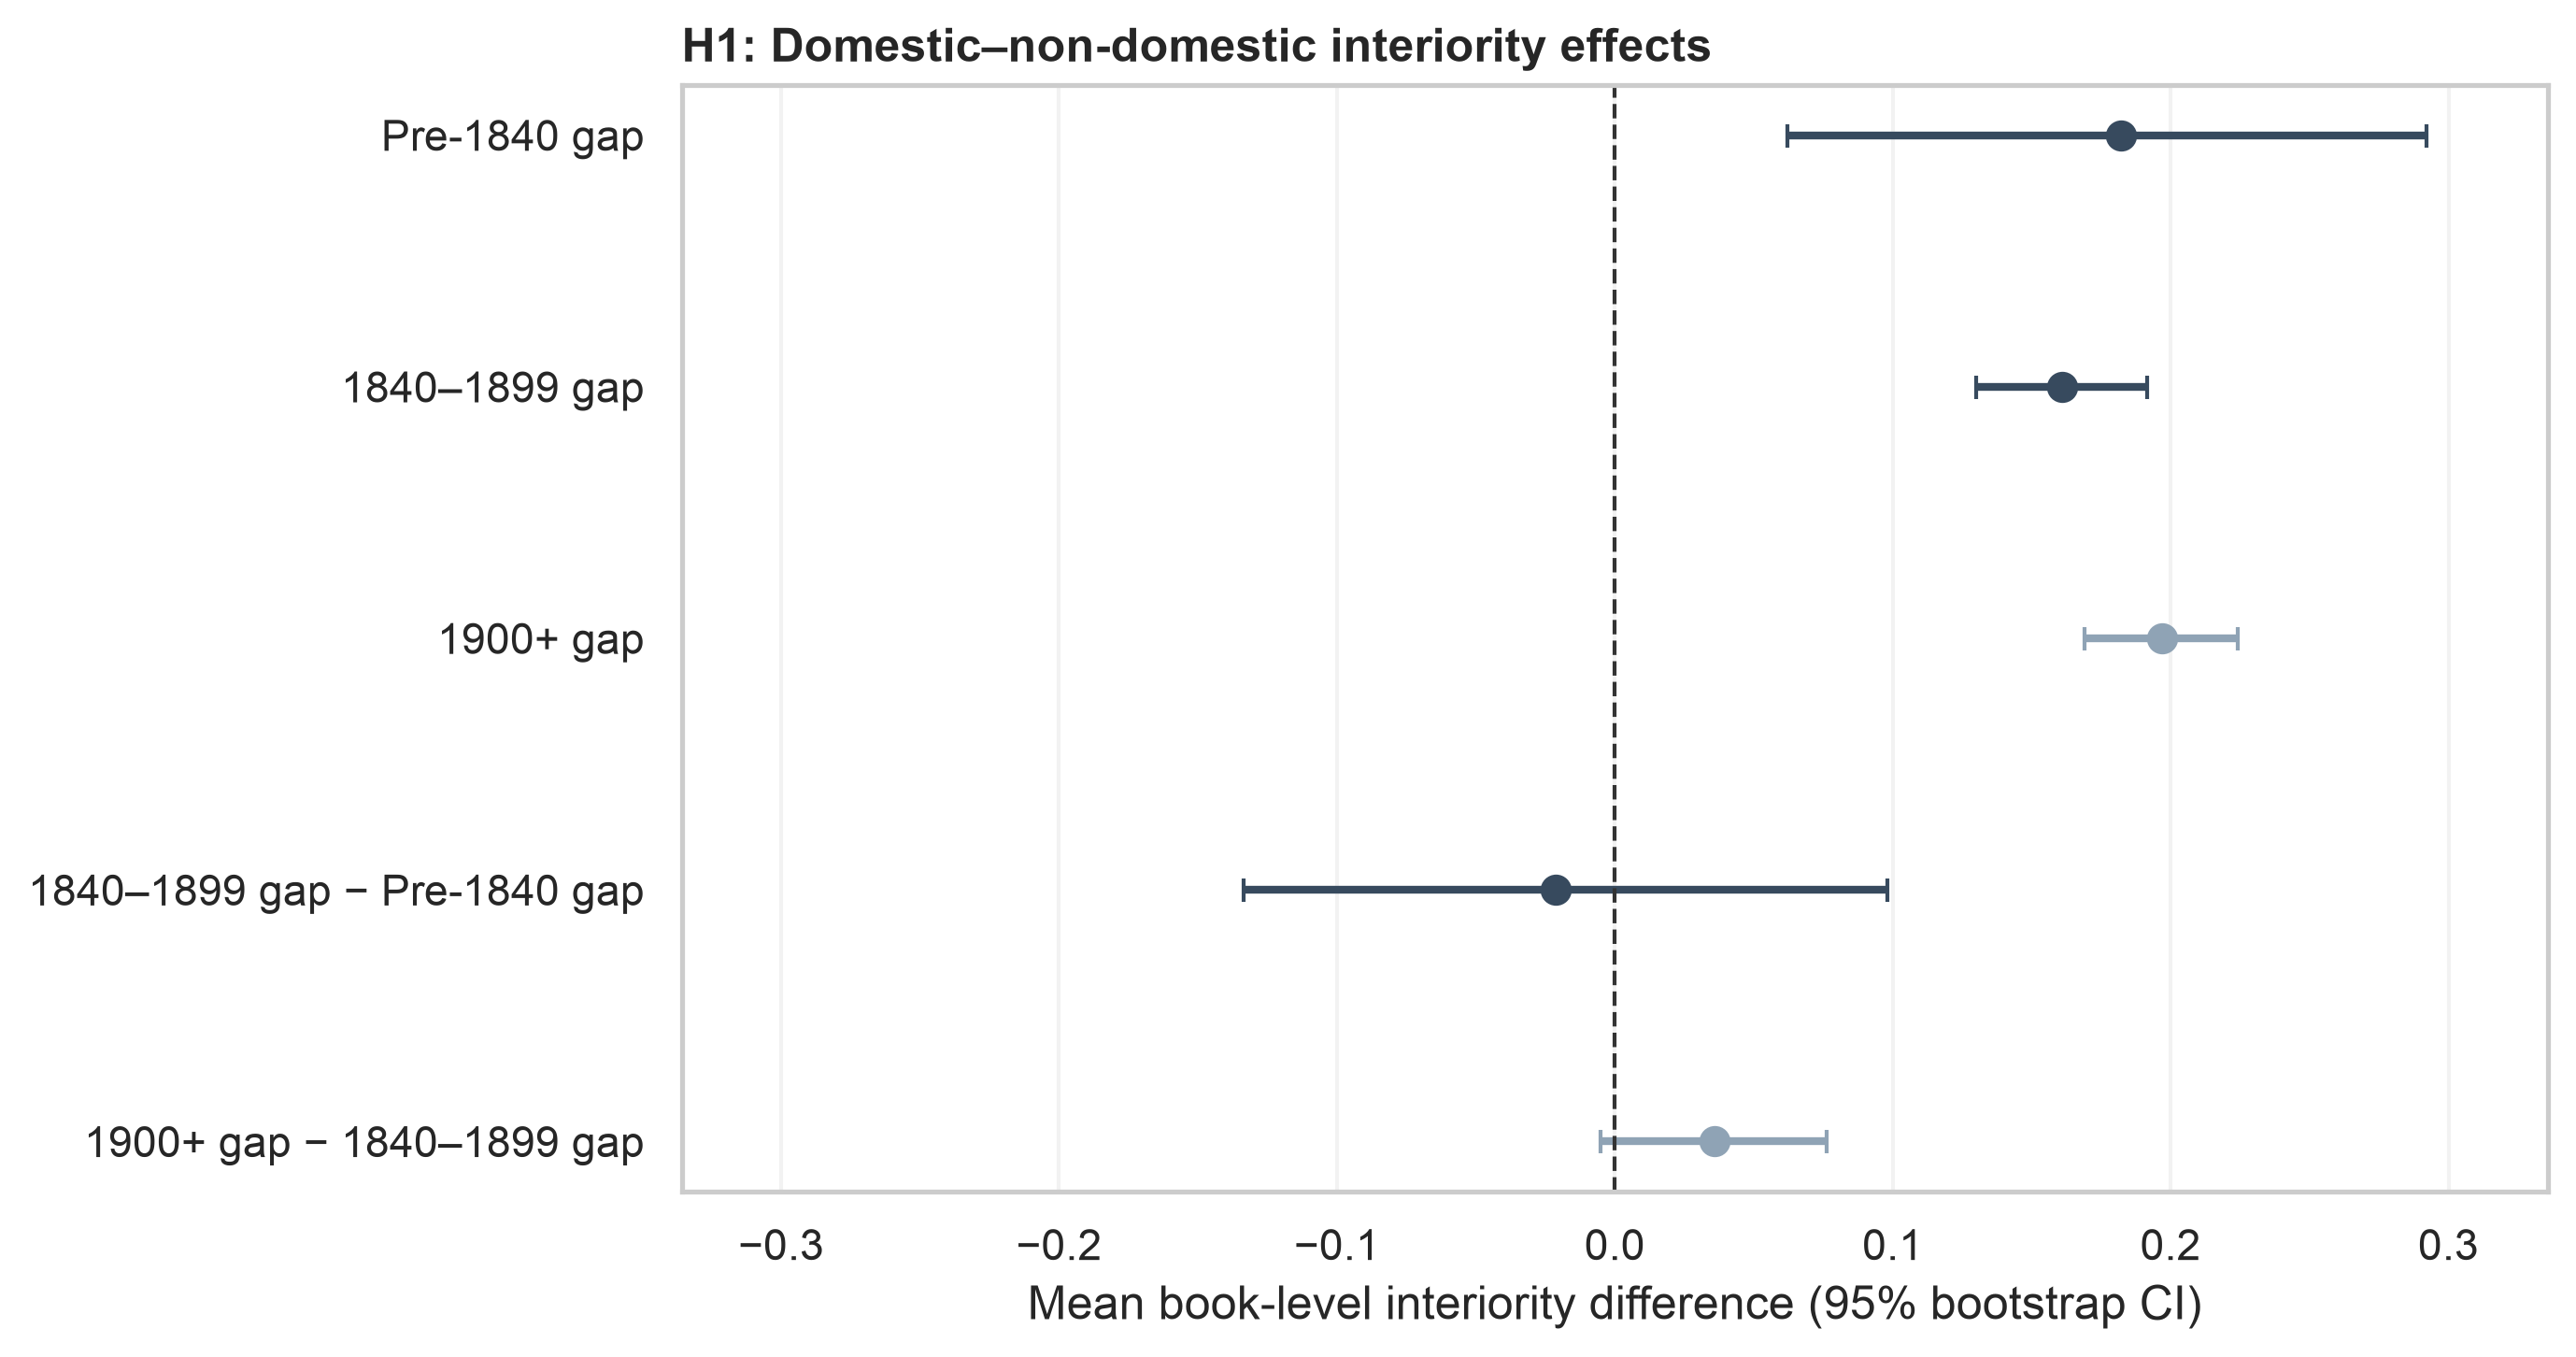 H1: Domestic–non-domestic interiority effects
Pre-1840 gap
1840–1899 gap
1900+ gap
1840–1899 gap − Pre-1840 gap
1900+ gap − 1840–1899 gap
−0.3 −0.2 −0.1 0.0 0.1 0.2 0.3
Mean book-level interiority difference (95% bootstrap CI)